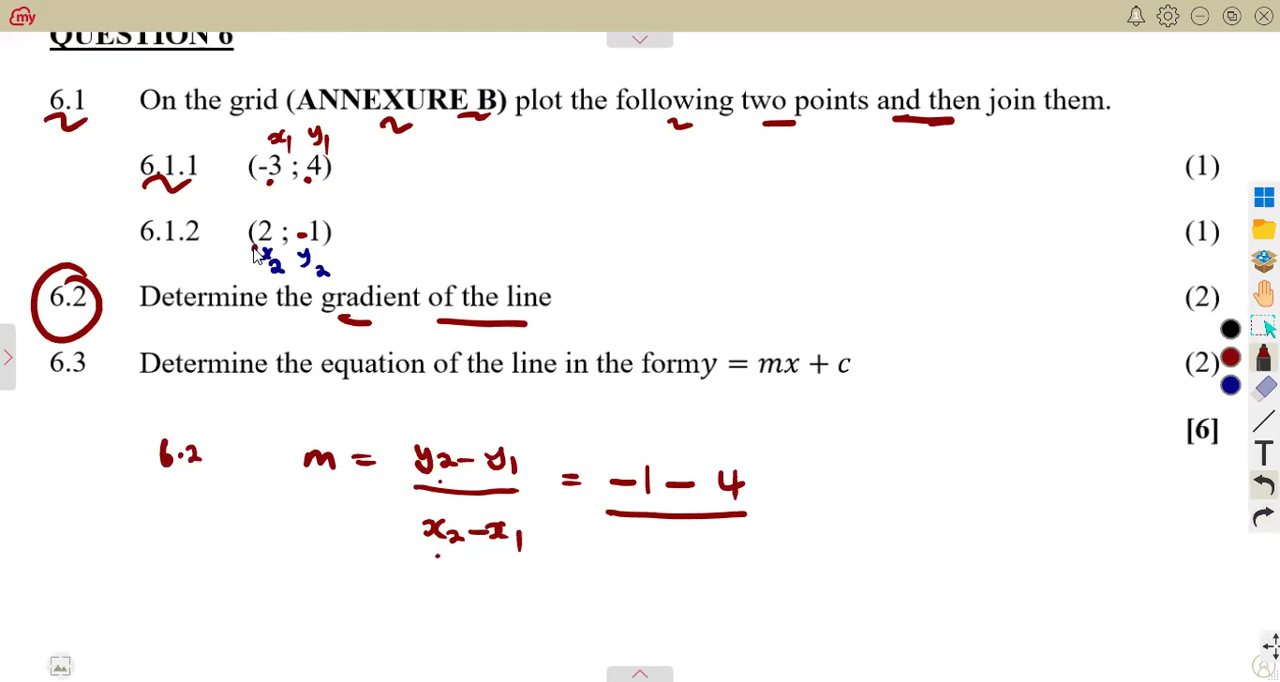 my
QUESTION 6
6.1 On the grid (ANNEXURE B) plot the following two points and then join them.
x1 y1
6.1.1 (-3 ; 4) (1)
6.1.2 (2 ; -1) (1)
x2 y2
6.2 Determine the gradient of the line (2)
6.3 Determine the equation of the line in the formy = mx + c (2)
[6]
6.2 m = y2 - y1 = -1 - 4
x2 - x1
T